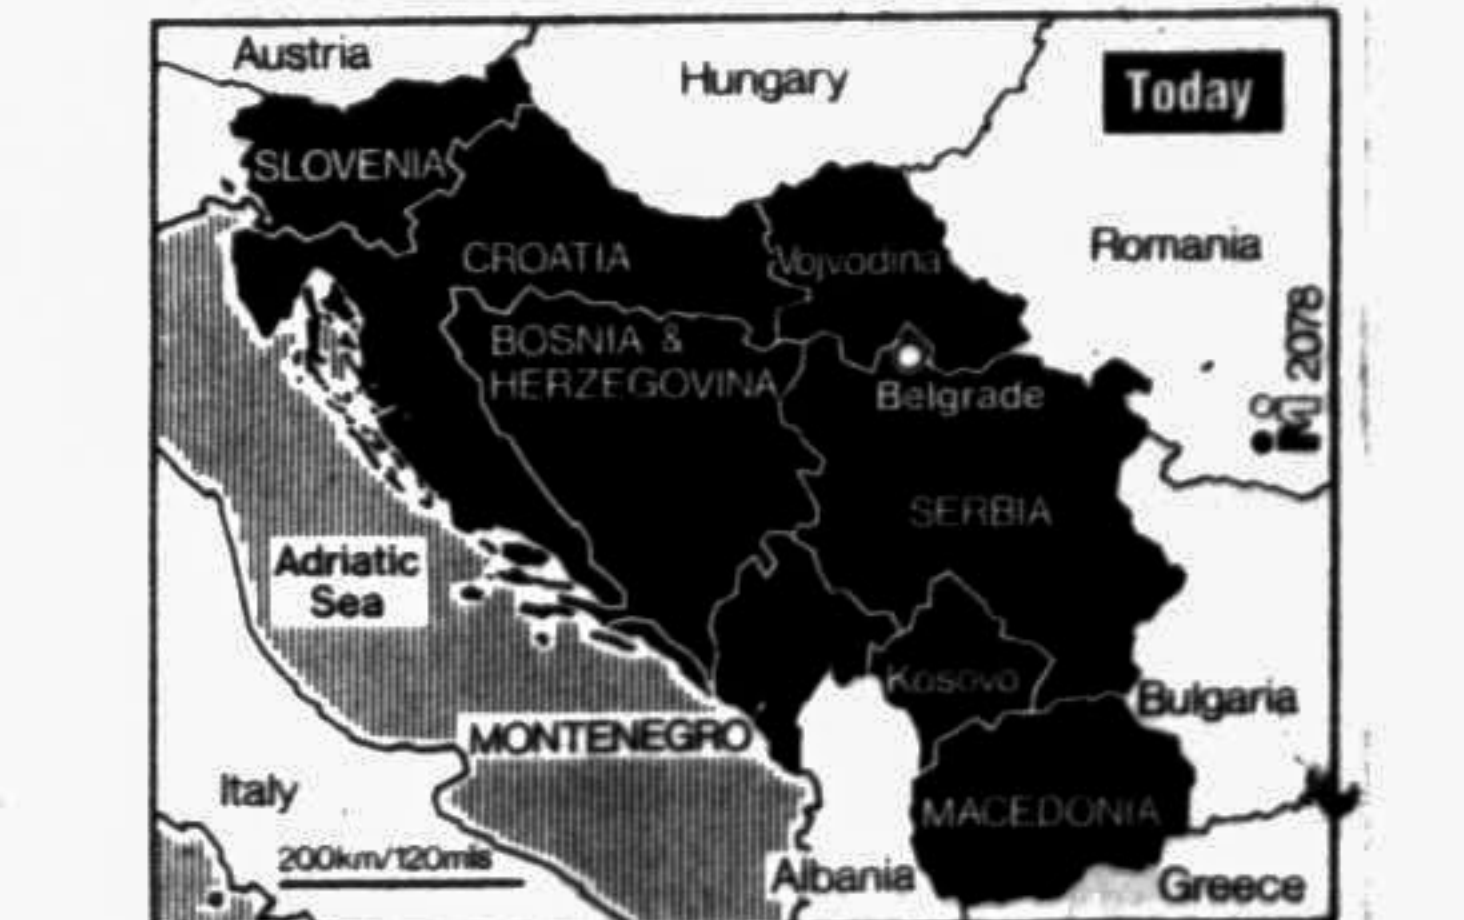 Austria
Hungary
Today
SLOVENIA
CROATIA
Vojvodina
Romania
BOSNIA &
HERZEGOVINA
2078
Belgrade
SERBIA
Adriatic
Sea
Kosovo
Bulgaria
MONTENEGRO
Italy
MACEDONIA
200km/120mls
Albania
Greece